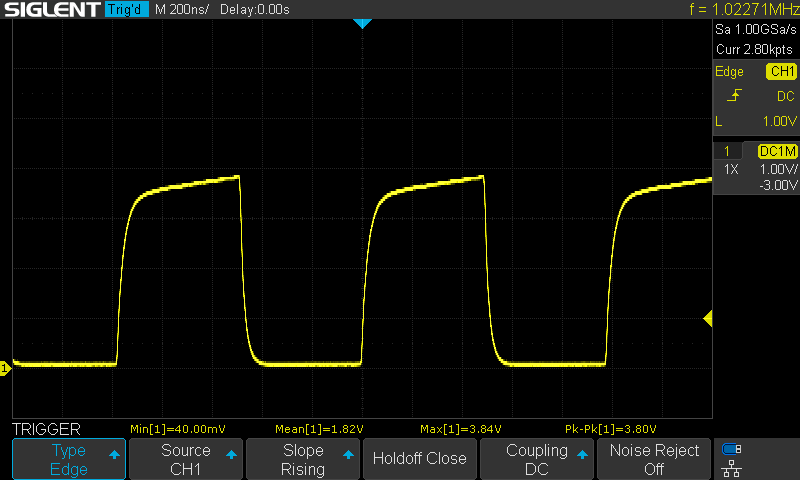 SIGLENT Trig'd M 200ns/ Delay:0.00s f = 1.02271MHz
Sa 1.00GSa/s
Curr 2.80kpts
Edge CH1
DC
L 1.00V
1 DC1M
1X 1.00V/
-3.00V
1
TRIGGER Min[1]=40.00mV Mean[1]=1.82V Max[1]=3.84V Pk-Pk[1]=3.80V
Type Source Slope Holdoff Close Coupling Noise Reject
Edge CH1 Rising DC Off